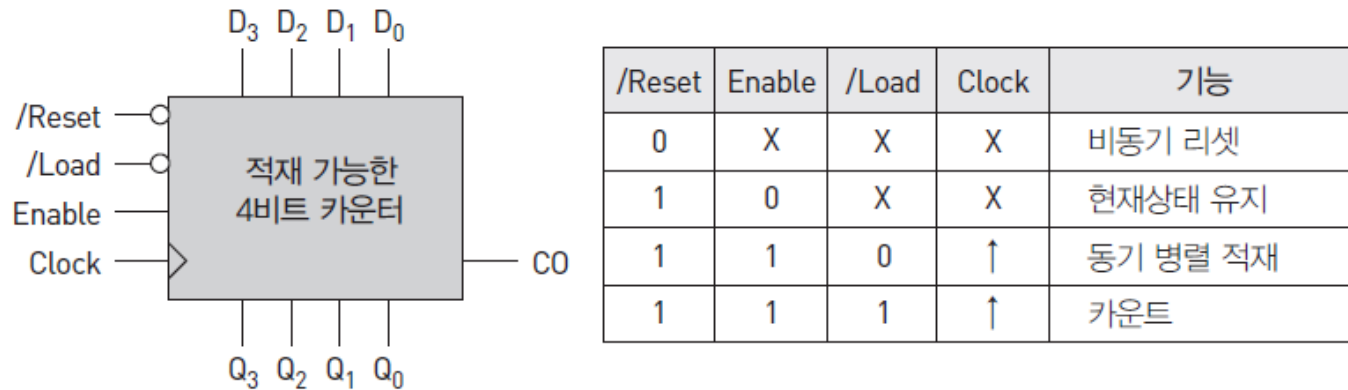 D₃ D₂ D₁ D₀
/Reset
/Load
Enable
Clock
적재 가능한
4비트 카운터
CO
Q₃ Q₂ Q₁ Q₀
/Reset Enable /Load Clock 기능
0 X X X 비동기 리셋
1 0 X X 현재상태 유지
1 1 0 ↑ 동기 병렬 적재
1 1 1 ↑ 카운트